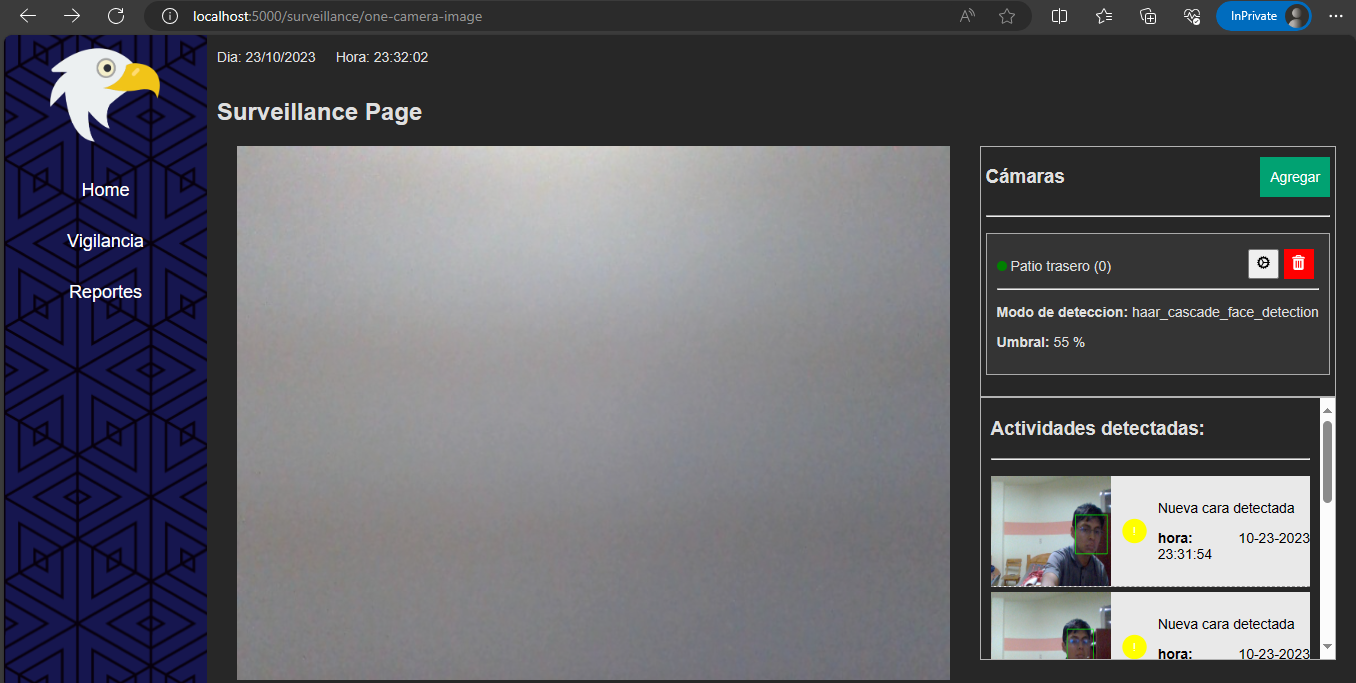 localhost:5000/surveillance/one-camera-image
InPrivate
Dia: 23/10/2023 Hora: 23:32:02
Surveillance Page
Home
Vigilancia
Reportes
Cámaras
Agregar
Patio trasero (0)
Modo de deteccion: haar_cascade_face_detection
Umbral: 55 %
Actividades detectadas:
Nueva cara detectada
hora: 10-23-2023
23:31:54
Nueva cara detectada
hora: 10-23-2023